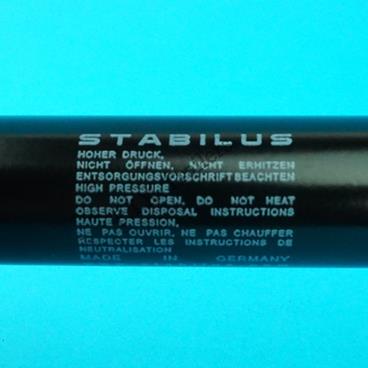 STABILUS
HOHER DRUCK,
NICHT ÖFFNEN, NICHT ERHITZEN
ENTSORGUNGSVORSCHRIFT BEACHTEN
HIGH PRESSURE
DO NOT OPEN, DO NOT HEAT
OBSERVE DISPOSAL INSTRUCTIONS
HAUTE PRESSION,
NE PAS OUVRIR, NE PAS CHAUFFER
RESPECTER LES INSTRUCTIONS DE
NEUTRALISATION
MADE IN GERMANY